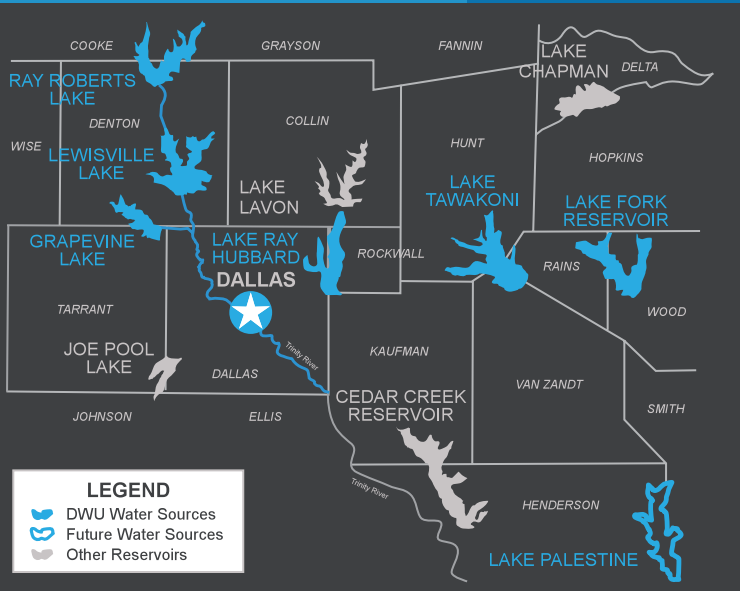 COOKE
GRAYSON
FANNIN
LAKE
CHAPMAN
DELTA
RAY ROBERTS
LAKE
DENTON
COLLIN
WISE
HUNT
HOPKINS
LEWISVILLE
LAKE
LAKE
LAVON
LAKE
TAWAKONI
LAKE FORK
RESERVOIR
GRAPEVINE
LAKE
LAKE RAY
HUBBARD
DALLAS
ROCKWALL
RAINS
TARRANT
WOOD
JOE POOL
LAKE
DALLAS
Trinity River
KAUFMAN
VAN ZANDT
JOHNSON
ELLIS
CEDAR CREEK
RESERVOIR
SMITH
Trinity River
HENDERSON
LAKE PALESTINE
LEGEND
DWU Water Sources
Future Water Sources
Other Reservoirs